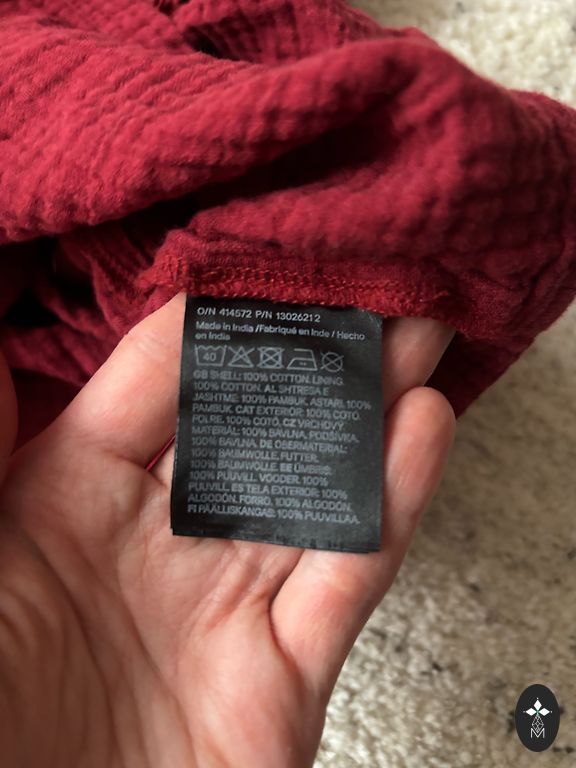 O/N 414572 P/N 13026212
Made in India /Fabriqué en Inde / Hecho
en India
40
GB SHELL: 100% COTTON. LINING:
100% COTTON. AL SHTRESA E
JASHTME: 100% PAMBUK. ASTARI. 100%
PAMBUK. CAT EXTERIOR: 100% COTÓ.
FOLRE. 100% COTÓ. CZ VRCHOVÝ
MATERIÁL: 100% BAVLNA. PODŠÍVKA.
100% BAVLNA. DE OBERMATERIAL:
100% BAUMWOLLE. FUTTER.
100% BAUMWOLLE. EE ÜMBRIS:
100% PUUVILL. VOODER. 100%
PUUVILL. ES TELA EXTERIOR: 100%
ALGODÓN. FORRO. 100% ALGODÓN.
FI PÄÄLLISKANGAS: 100% PUUVILLAA.
M